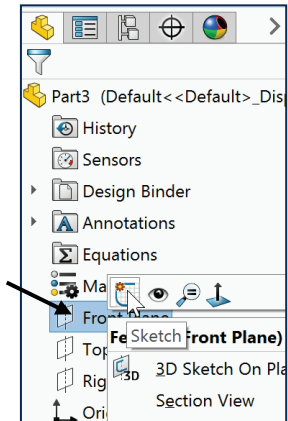 Part3 (Default<<Default>_Disp
History
Sensors
Design Binder
Annotations
Equations
Ma
Front Plane
Sketch
Fe Front Plane)
Top
3D 3D Sketch On Pla
Rig
Section View
Ori